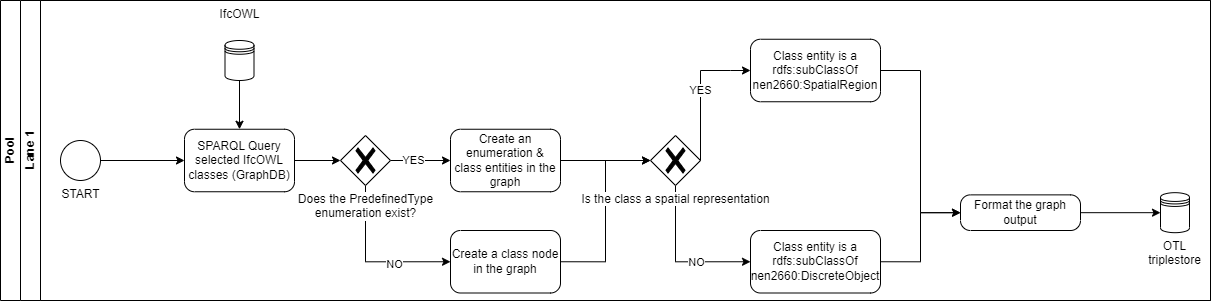 Pool
Lane 1
IfcOWL
START
SPARQL Query
selected IfcOWL
classes (GraphDB)
Does the PredefinedType
enumeration exist?
YES
NO
Create an
enumeration &
class entities in the
graph
Create a class node
in the graph
Is the class a spatial representation
YES
NO
Class entity is a
rdfs:subClassOf
nen2660:SpatialRegion
Class entity is a
rdfs:subClassOf
nen2660:DiscreteObject
Format the graph
output
OTL
triplestore